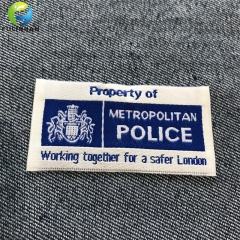 Property of
METROPOLITAN
POLICE
Working together for a safer London